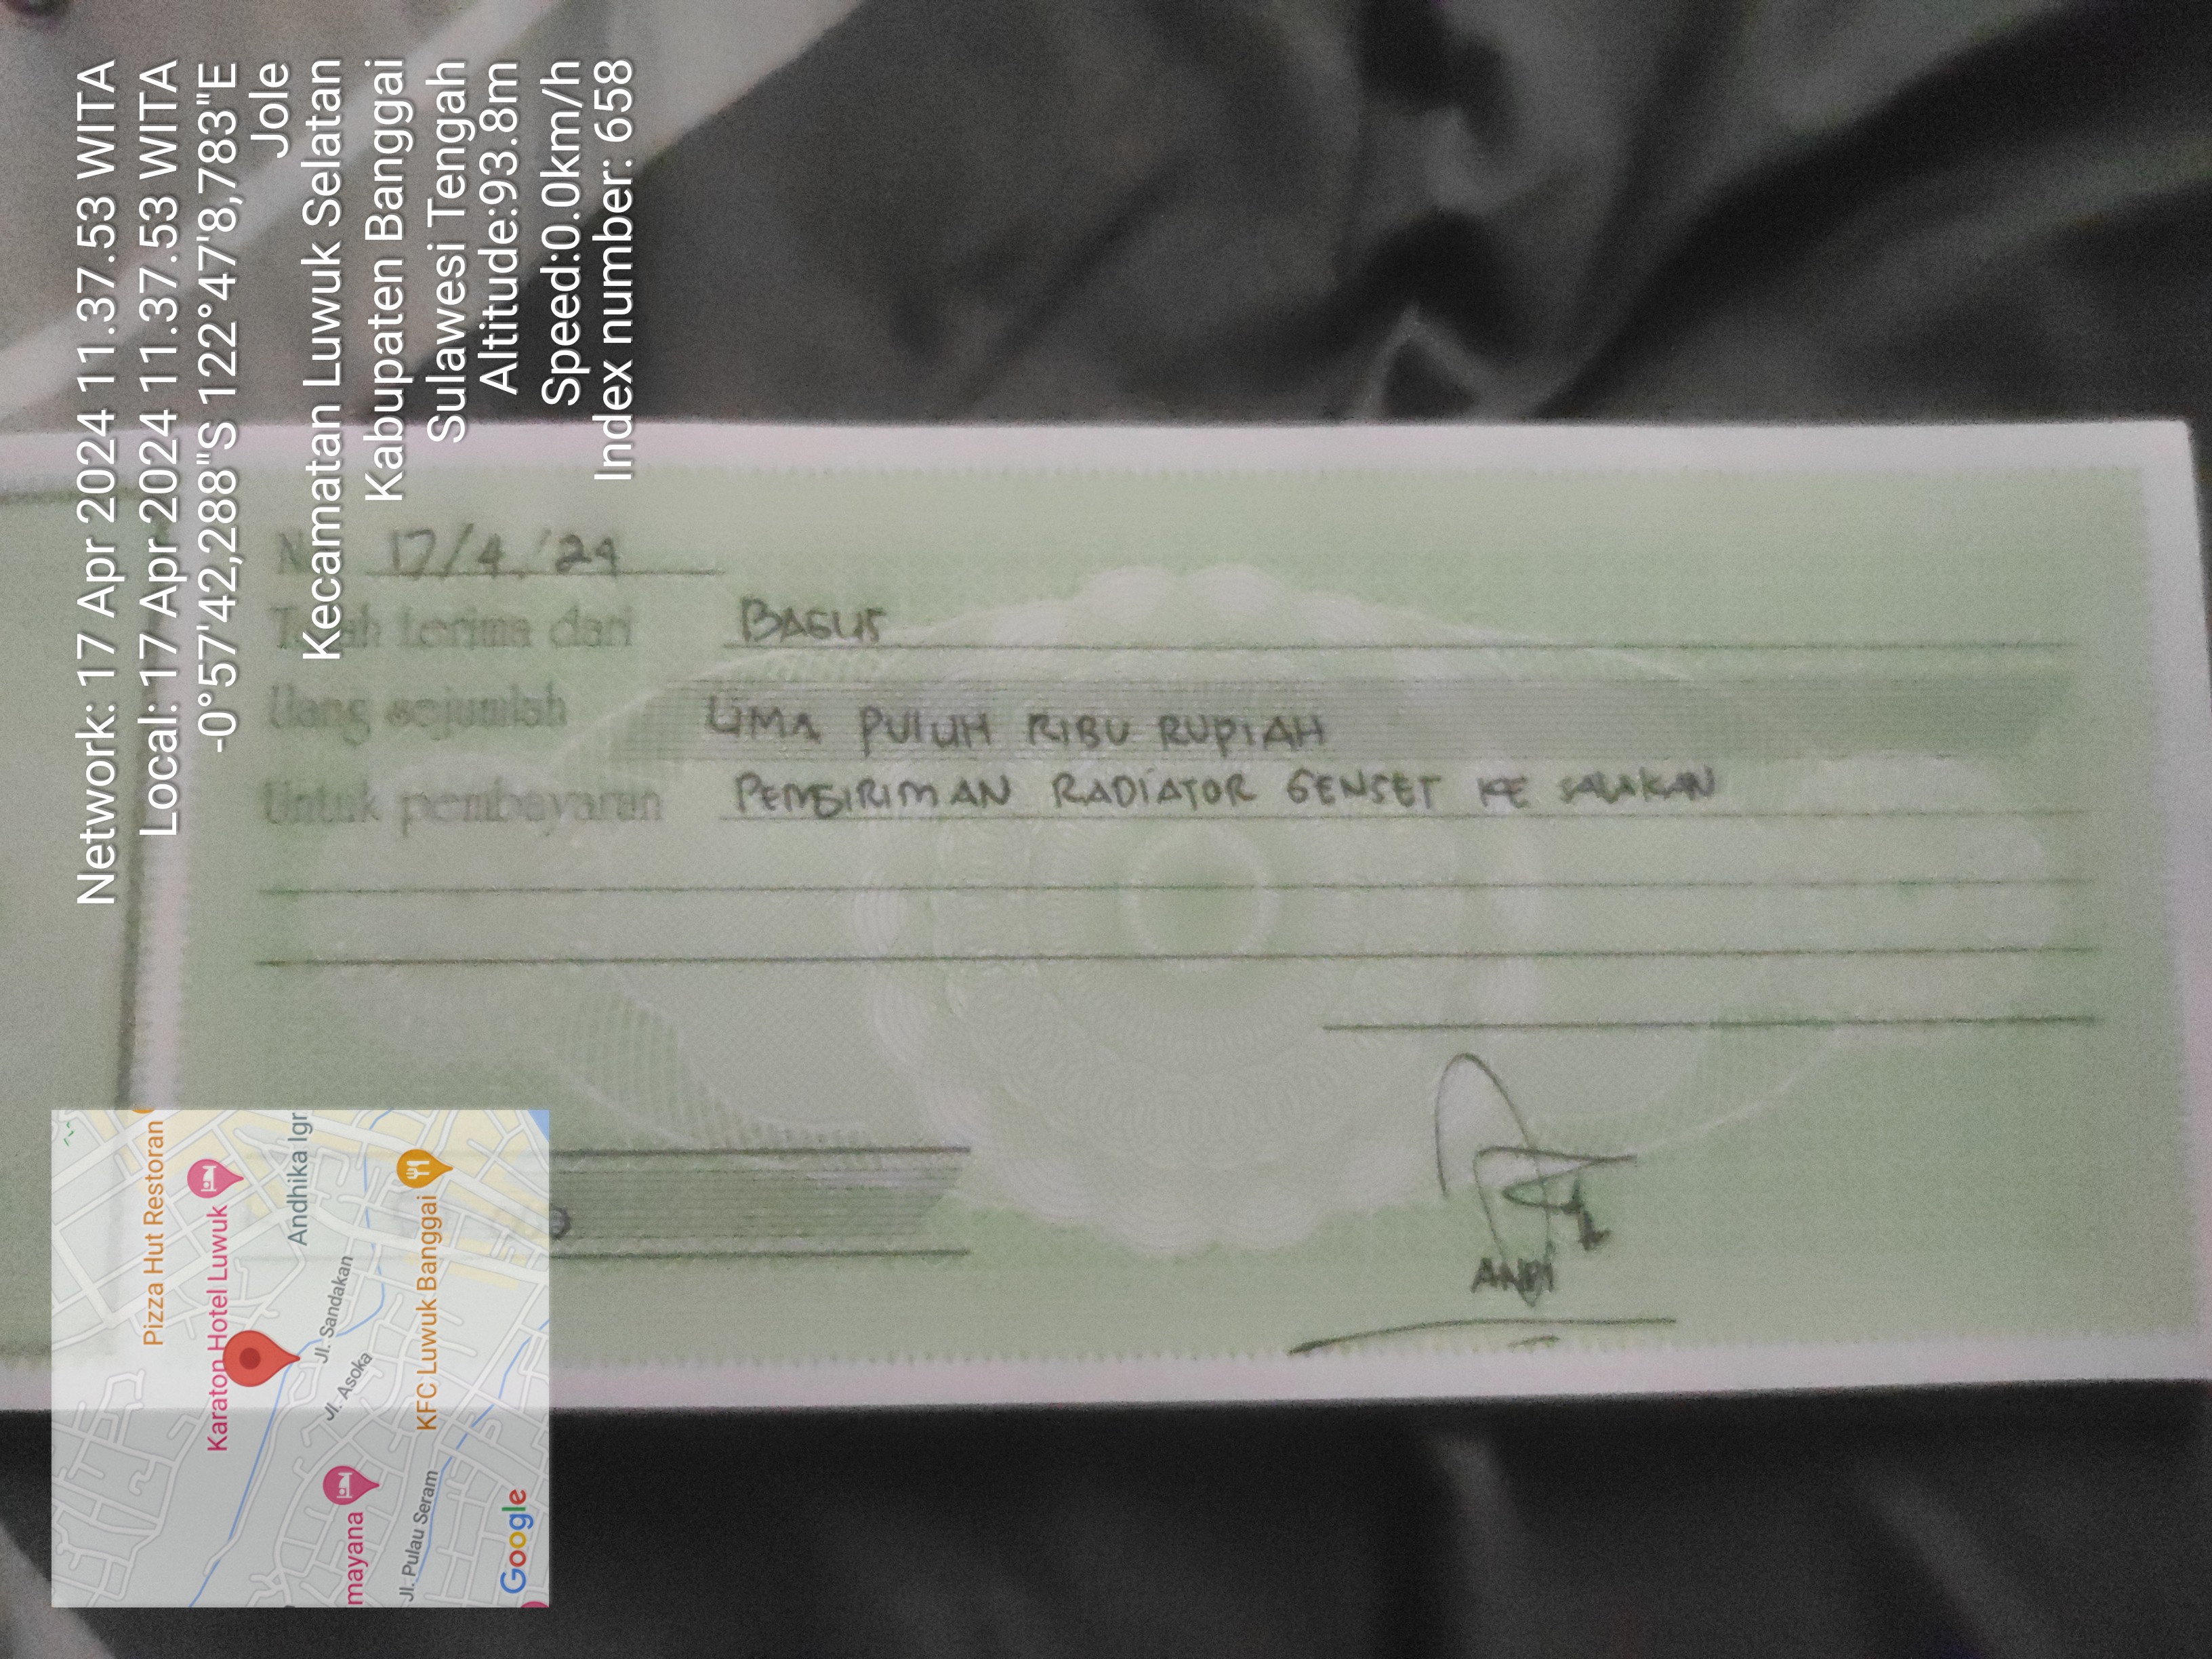 Network: 17 Apr 2024 11.37.53 WITA
Local: 17 Apr 2024 11.37.53 WITA
-0°57'42,288"S 122°47'8,783"E
Jole
Kecamatan Luwuk Selatan
Kabupaten Banggai
Sulawesi Tengah
Altitude:93.8m
Speed:0.0km/h
Index number: 658
17/4/'24
Telah terima dari BAGUS
Uang sejumlah LIMA PULUH RIBU RUPIAH
Untuk pembayaran PENGIRIMAN RADIATOR GENSET KE SALAKAN
ANDI
Pizza Hut Restoran
Karaton Hotel Luwuk
Andhika Igr
Jl. Sandakan
Jl. Asoka
KFC Luwuk Banggai
mayana
Jl. Pulau Seram
Google